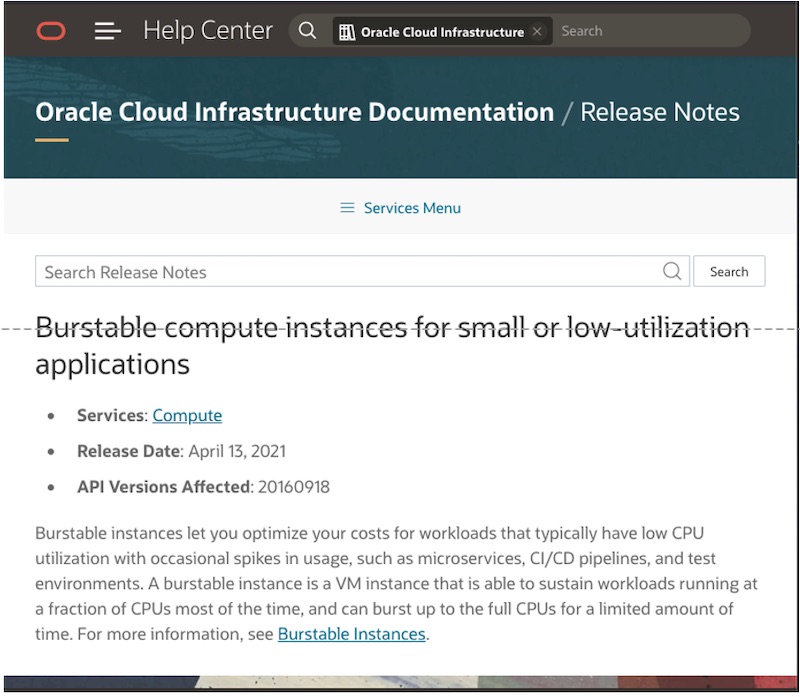 Help Center
Oracle Cloud Infrastructure ×
Search
Oracle Cloud Infrastructure Documentation / Release Notes
Services Menu
Search Release Notes
Search
Burstable compute instances for small or low-utilization
applications
• Services: Compute
• Release Date: April 13, 2021
• API Versions Affected: 20160918
Burstable instances let you optimize your costs for workloads that typically have low CPU
utilization with occasional spikes in usage, such as microservices, CI/CD pipelines, and test
environments. A burstable instance is a VM instance that is able to sustain workloads running at
a fraction of CPUs most of the time, and can burst up to the full CPUs for a limited amount of
time. For more information, see Burstable Instances.